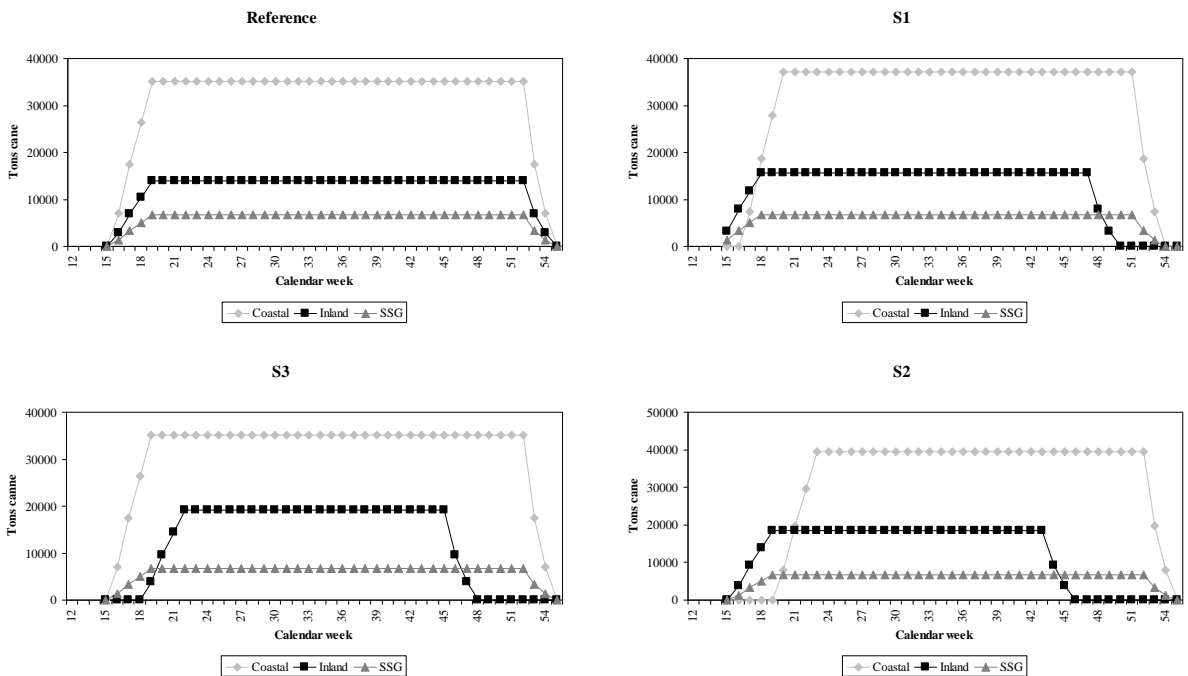 Reference
40000
30000
20000
10000
0
Tons cane
12 15 18 21 24 27 30 33 36 39 42 45 48 51 54
Calendar week
Coastal Inland SSG
S1
40000
30000
20000
10000
0
Tons cane
12 15 18 21 24 27 30 33 36 39 42 45 48 51 54
Calendar week
Coastal Inland SSG
S3
40000
30000
20000
10000
0
Tons canne
12 15 18 21 24 27 30 33 36 39 42 45 48 51 54
Calendar week
Coastal Inland SSG
S2
50000
40000
30000
20000
10000
0
Tons cane
12 15 18 21 24 27 30 33 36 39 42 45 48 51 54
Calendar week
Coastal Inland SSG